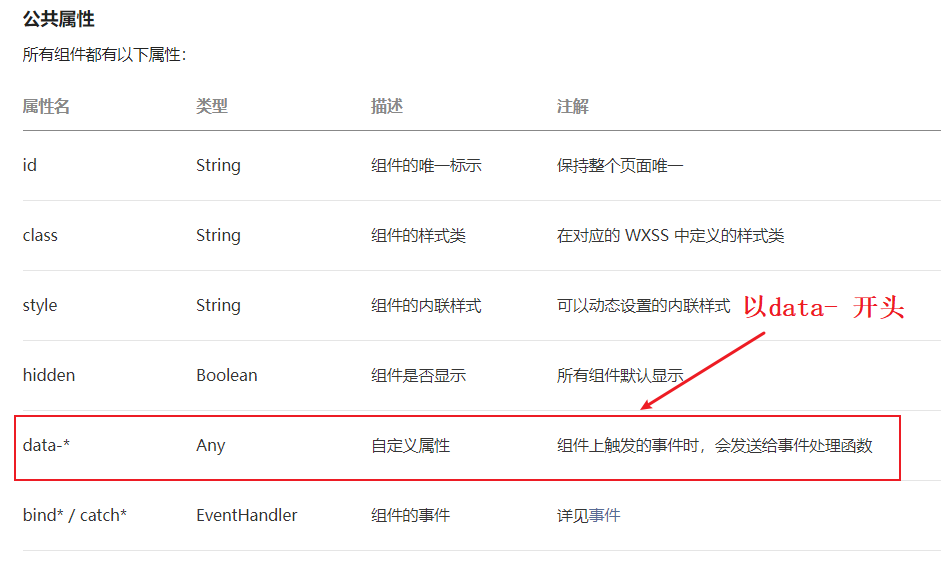 公共属性
所有组件都有以下属性：
属性名 类型 描述 注解
id String 组件的唯一标示 保持整个页面唯一
class String 组件的样式类 在对应的 WXSS 中定义的样式类
style String 组件的内联样式 可以动态设置的内联样式 以data- 开头
hidden Boolean 组件是否显示 所有组件默认显示
data-* Any 自定义属性 组件上触发的事件时，会发送给事件处理函数
bind* / catch* EventHandler 组件的事件 详见事件